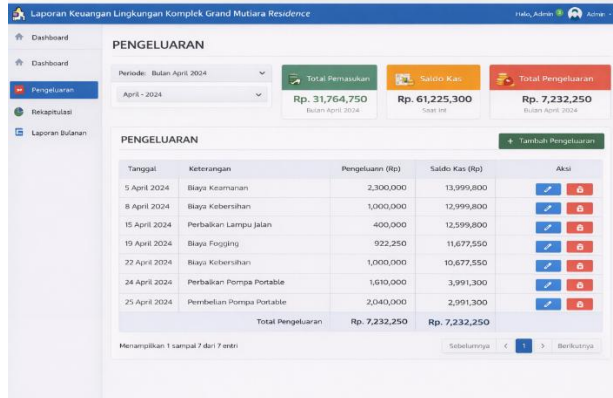 Laporan Keuangan Lingkungan Komplek Grand Mutiara Residence
Halo, Admin Admin
Dashboard
Dashboard
Pengeluaran
Rekapitulasi
Laporan Bulanan
PENGELUARAN
Periode: Bulan April 2024
April - 2024
Total Pemasukan
Rp. 31,764,750
Bulan April 2024
Saldo Kas
Rp. 61,225,300
Saat Ini
Total Pengeluaran
Rp. 7,232,250
Bulan April 2024
PENGELUARAN
+ Tambah Pengeluaran
Tanggal Keterangan Pengeluann (Rp) Saldo Kas (Rp) Aksi
5 April 2024 Biaya Keamanan 2,300,000 13,999,800
8 April 2024 Biaya Kebersihan 1,000,000 12,999,800
15 April 2024 Perbaikan Lampu Jalan 400,000 12,599,800
19 April 2024 Biaya Fogging 922,250 11,677,550
22 April 2024 Biaya Kebersihan 1,000,000 10,677,550
24 April 2024 Perbaikan Pompa Portable 1,610,000 3,991,300
25 April 2024 Pembelian Pompa Portable 2,040,000 2,991,300
Total Pengeluaran Rp. 7,232,250 Rp. 7,232,250
Menampilkan 1 sampai 7 dari 7 entri
Sebelumnya < 1 > Berikutnya